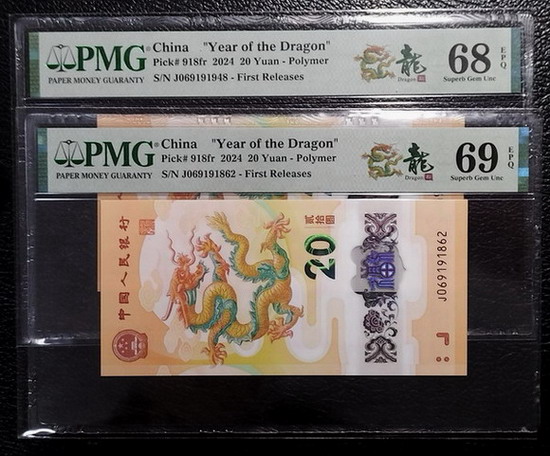 PMG
PAPER MONEY GUARANTY
China "Year of the Dragon"
Pick# 918fr 2024 20 Yuan - Polymer
S/N J069191948 - First Releases
龍
Dragon
68
EPQ
Superb Gem Unc
PMG
PAPER MONEY GUARANTY
China "Year of the Dragon"
Pick# 918fr 2024 20 Yuan - Polymer
S/N J069191862 - First Releases
龍
Dragon
69
EPQ
Superb Gem Unc
中国人民银行
贰拾圆
20
J069191862